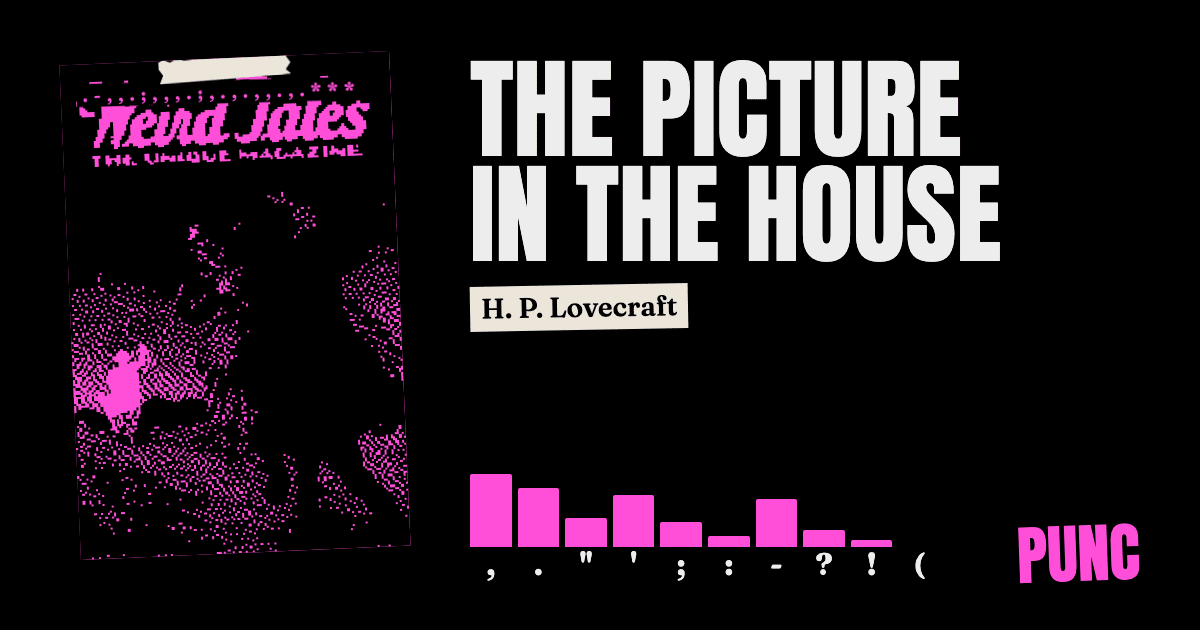 . - , , . ; , , , . ; , . , . , . , . , . * * *
Weird Tales
THE UNIQUE MAGAZINE
THE PICTURE
IN THE HOUSE
H. P. Lovecraft
, . " ' ; : - ? ! (
PUNC